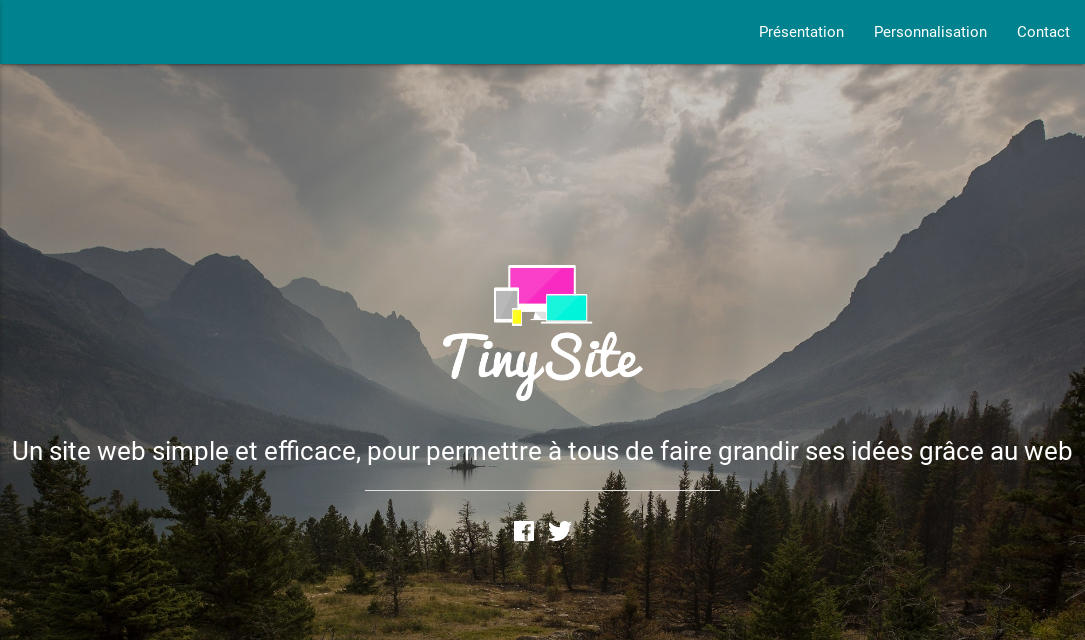 Présentation Personnalisation Contact
TinySite
Un site web simple et efficace, pour permettre à tous de faire grandir ses idées grâce au web